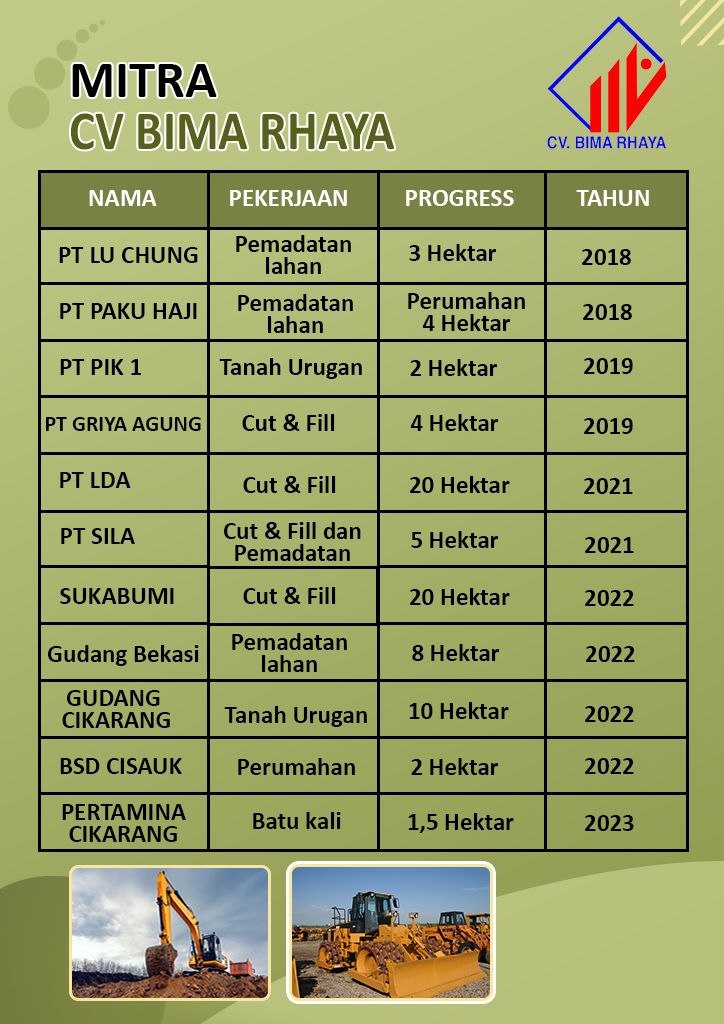 MITRA
CV BIMA RHAYA
CV. BIMA RHAYA
NAMA PEKERJAAN PROGRESS TAHUN
PT LU CHUNG Pemadatan lahan 3 Hektar 2018
PT PAKU HAJI Pemadatan lahan Perumahan 4 Hektar 2018
PT PIK 1 Tanah Urugan 2 Hektar 2019
PT GRIYA AGUNG Cut & Fill 4 Hektar 2019
PT LDA Cut & Fill 20 Hektar 2021
PT SILA Cut & Fill dan Pemadatan 5 Hektar 2021
SUKABUMI Cut & Fill 20 Hektar 2022
Gudang Bekasi Pemadatan lahan 8 Hektar 2022
GUDANG CIKARANG Tanah Urugan 10 Hektar 2022
BSD CISAUK Perumahan 2 Hektar 2022
PERTAMINA CIKARANG Batu kali 1,5 Hektar 2023